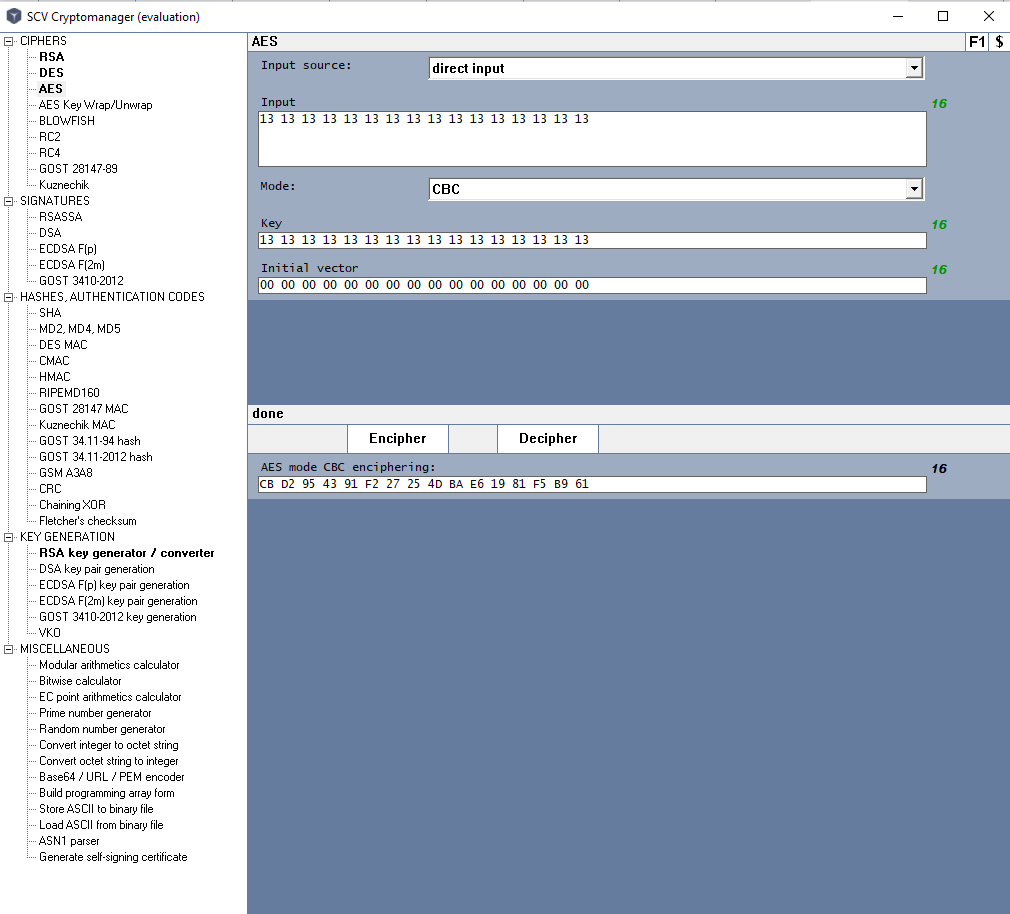 SCV Cryptomanager (evaluation)
CIPHERS
RSA
DES
AES
AES Key Wrap/Unwrap
BLOWFISH
RC2
RC4
GOST 28147-89
Kuznechik
SIGNATURES
RSASSA
DSA
ECDSA F(p)
ECDSA F(2m)
GOST 3410-2012
HASHES, AUTHENTICATION CODES
SHA
MD2, MD4, MD5
DES MAC
CMAC
HMAC
RIPEMD160
GOST 28147 MAC
Kuznechik MAC
GOST 34.11-94 hash
GOST 34.11-2012 hash
GSM A3A8
CRC
Chaining XOR
Fletcher's checksum
KEY GENERATION
RSA key generator / converter
DSA key pair generation
ECDSA F(p) key pair generation
ECDSA F(2m) key pair generation
GOST 3410-2012 key generation
VKO
MISCELLANEOUS
Modular arithmetics calculator
Bitwise calculator
EC point arithmetics calculator
Prime number generator
Random number generator
Convert integer to octet string
Convert octet string to integer
Base64 / URL / PEM encoder
Build programming array form
Store ASCII to binary file
Load ASCII from binary file
ASN1 parser
Generate self-signing certificate
AES F1 $
Input source: direct input
Input 16
13 13 13 13 13 13 13 13 13 13 13 13 13 13 13 13
Mode: CBC
Key 16
13 13 13 13 13 13 13 13 13 13 13 13 13 13 13 13
Initial vector 16
00 00 00 00 00 00 00 00 00 00 00 00 00 00 00 00
done
Encipher Decipher
AES mode CBC enciphering: 16
CB D2 95 43 91 F2 27 25 4D BA E6 19 81 F5 B9 61